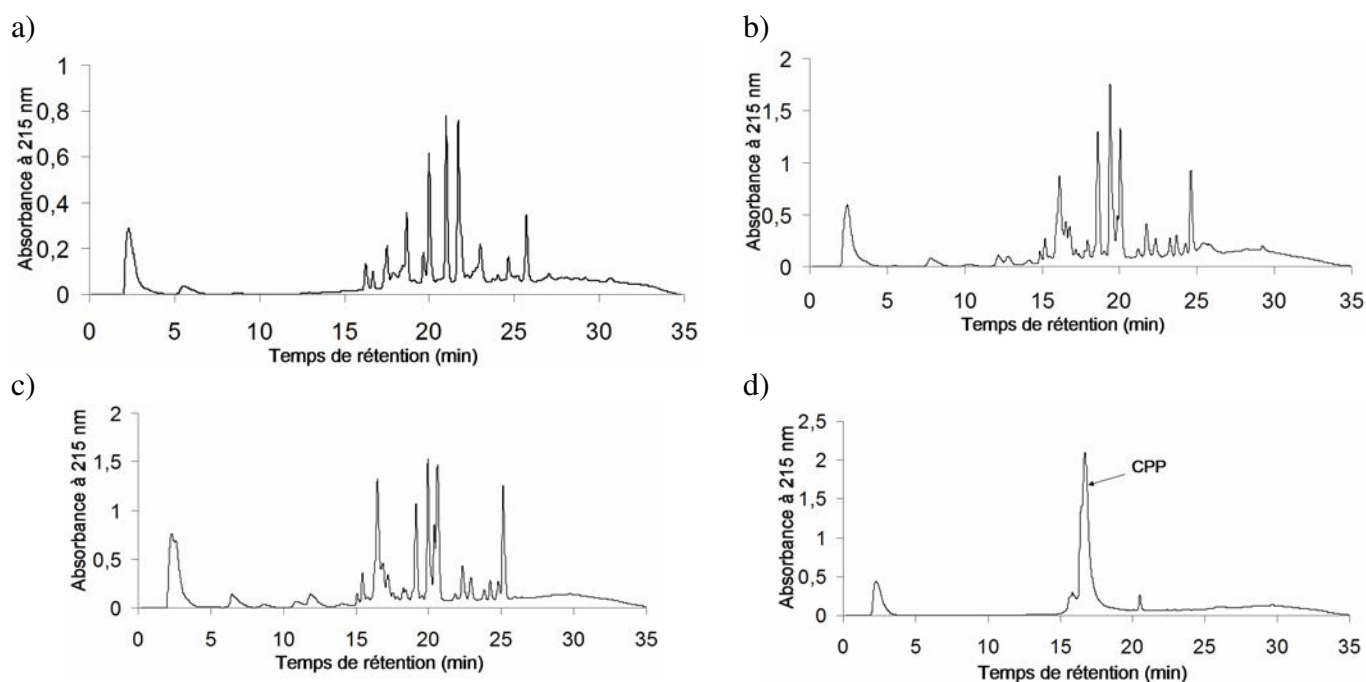 a)
Absorbance à 215 nm
1
0,8
0,6
0,4
0,2
0
0 5 10 15 20 25 30 35
Temps de rétention (min)
b)
Absorbance à 215 nm
2
1,5
1
0,5
0
0 5 10 15 20 25 30 35
Temps de rétention (min)
c)
Absorbance à 215 nm
2
1,5
1
0,5
0
0 5 10 15 20 25 30 35
Temps de rétention (min)
d)
Absorbance à 215 nm
2,5
2
1,5
1
0,5
0
CPP
0 5 10 15 20 25 30 35
Temps de rétention (min)